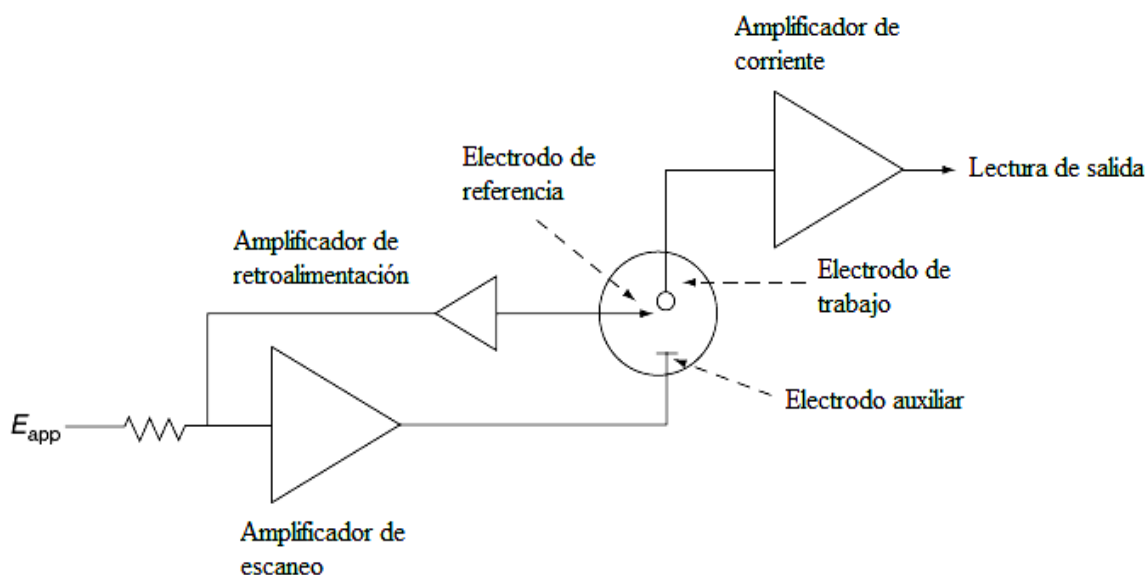 Amplificador de
corriente
Electrodo de
referencia
Lectura de salida
Amplificador de
retroalimentación
Electrodo de
trabajo
Electrodo auxiliar
Eapp
Amplificador de
escaneo